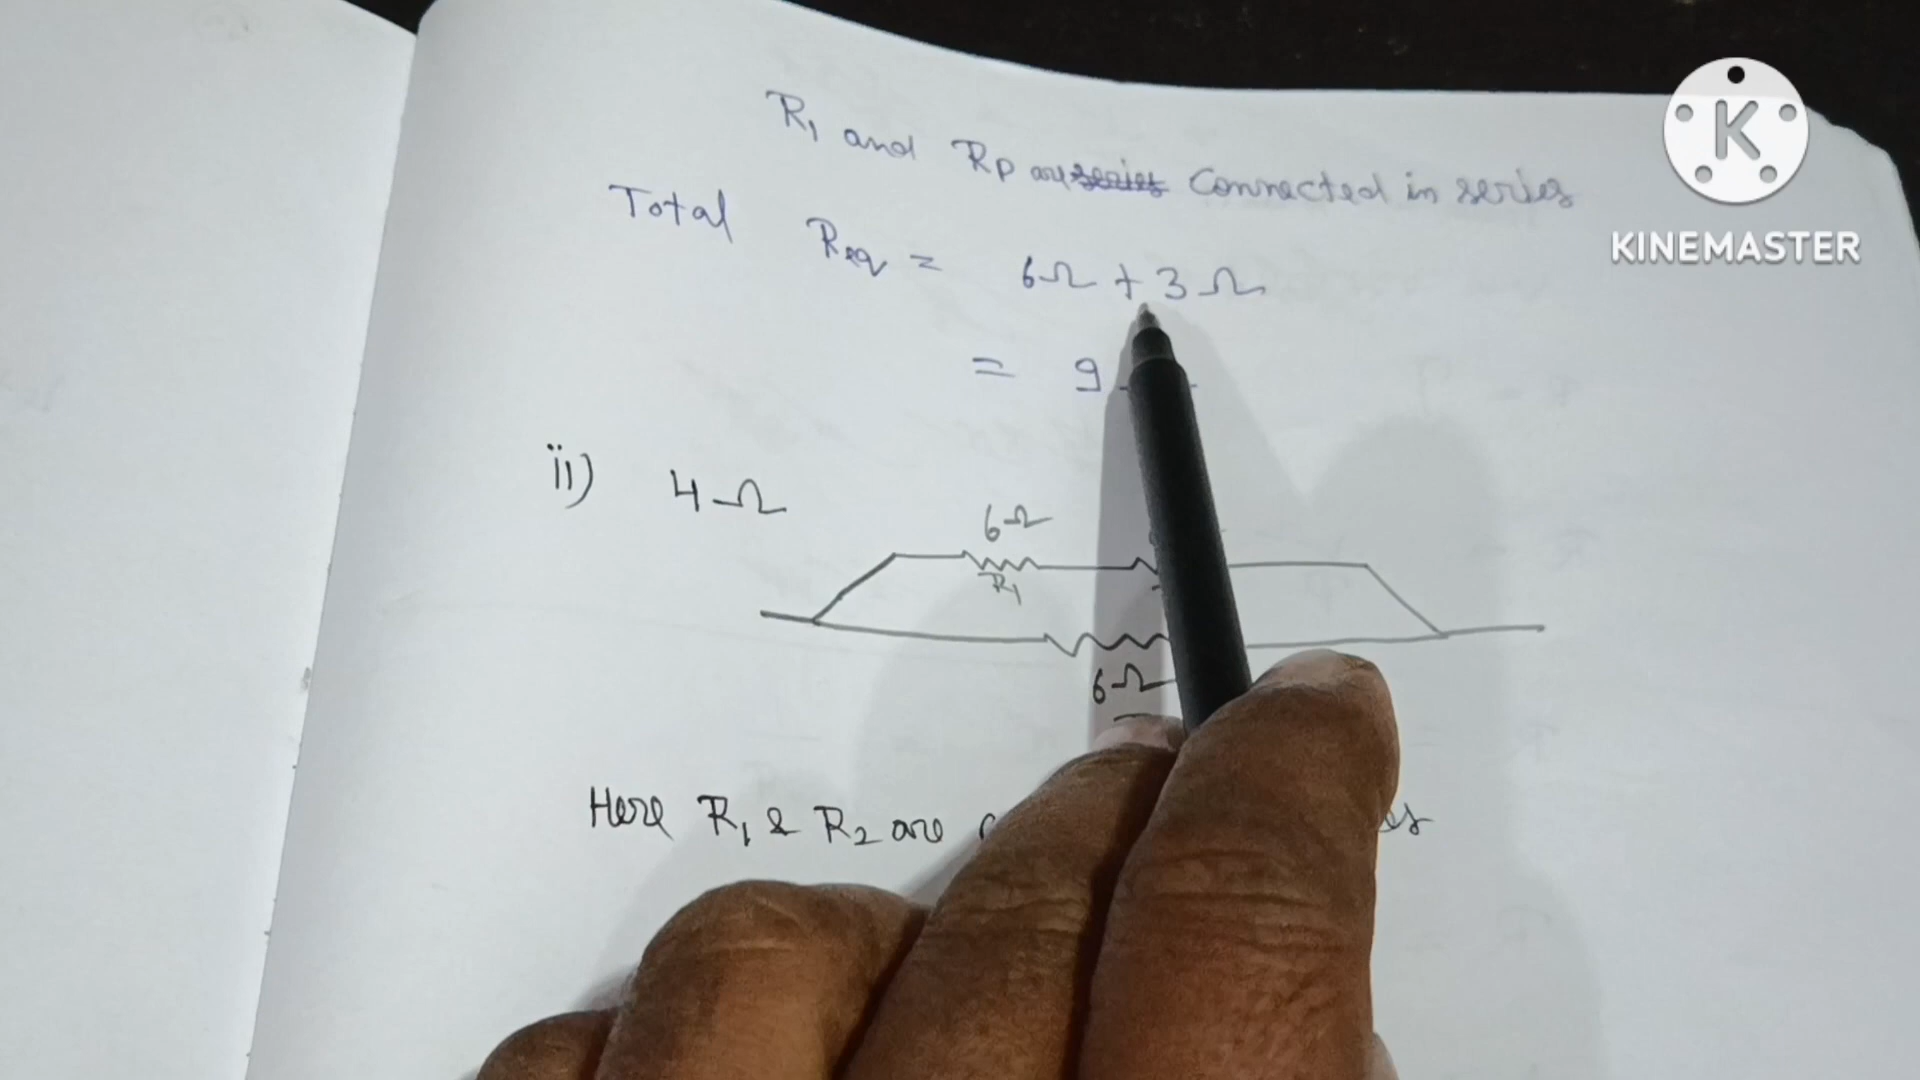 R1 and Rp are connected in series
Total Req = 6Ω + 3Ω
= 9
ii) 4Ω
6Ω
R1
6Ω
Here R1 & R2 are
K
KINEMASTER